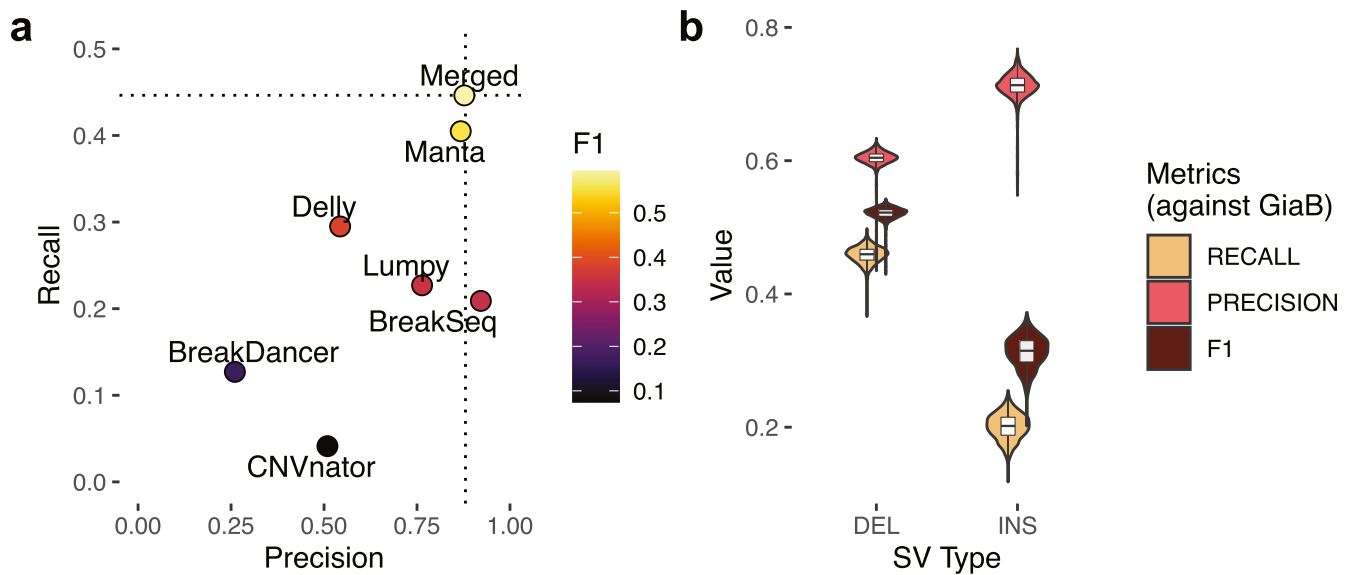 a
0.5
0.4
0.3
0.2
0.1
0.0
Recall
Merged
Manta
Delly
Lumpy
BreakSeq
BreakDancer
CNVnator
0.00 0.25 0.50 0.75 1.00
Precision
F1
0.5
0.4
0.3
0.2
0.1
b
0.8
0.6
0.4
0.2
Value
DEL INS
SV Type
Metrics
(against GiaB)
RECALL
PRECISION
F1